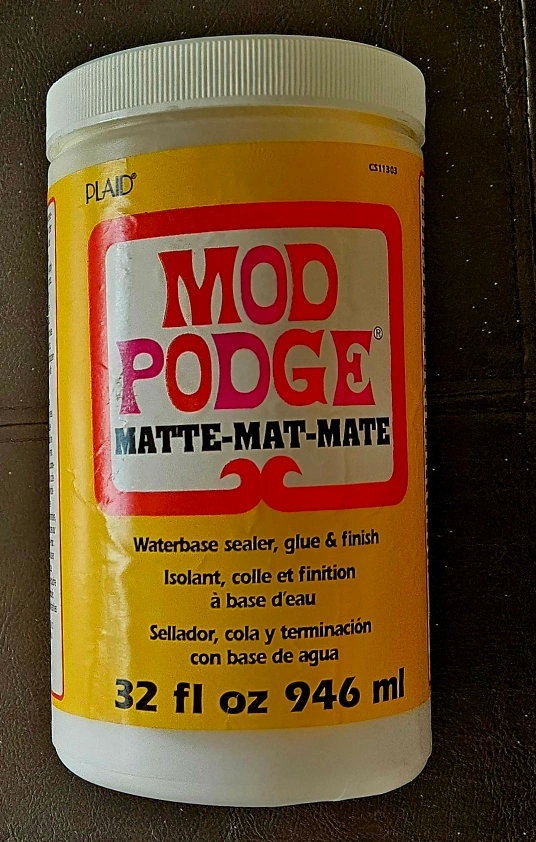 PLAID®
CS11303
MOD
PODGE®
MATTE-MAT-MATE
Waterbase sealer, glue & finish
Isolant, colle et finition
à base d'eau
Sellador, cola y terminación
con base de agua
32 fl oz 946 ml